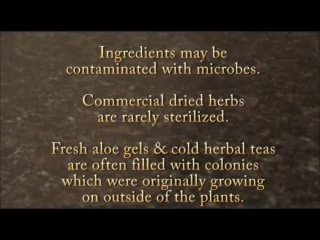 Ingredients may be
contaminated with microbes.
Commercial dried herbs
are rarely sterilized.
Fresh aloe gels & cold herbal teas
are often filled with colonies
which were originally growing
on outside of the plants.